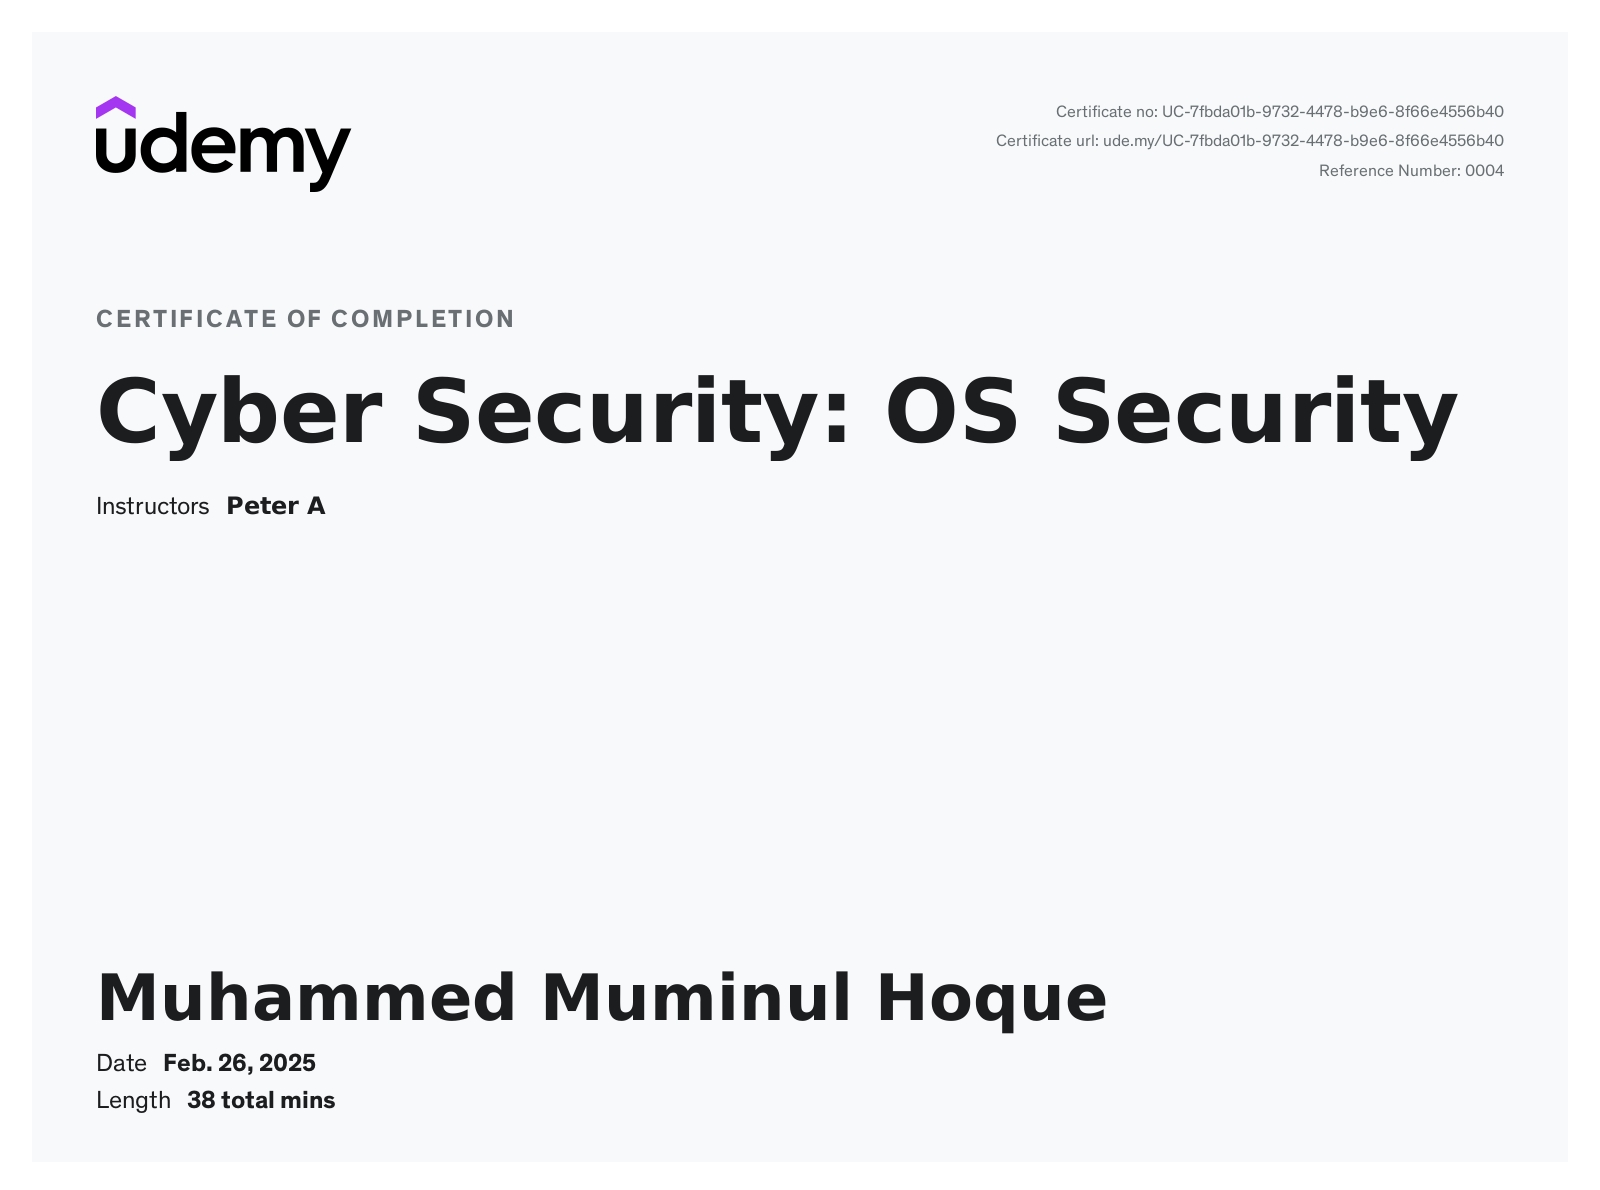 udemy
Certificate no: UC-7fbda01b-9732-4478-b9e6-8f66e4556b40
Certificate url: ude.my/UC-7fbda01b-9732-4478-b9e6-8f66e4556b40
Reference Number: 0004
CERTIFICATE OF COMPLETION
Cyber Security: OS Security
Instructors Peter A
Muhammed Muminul Hoque
Date Feb. 26, 2025
Length 38 total mins